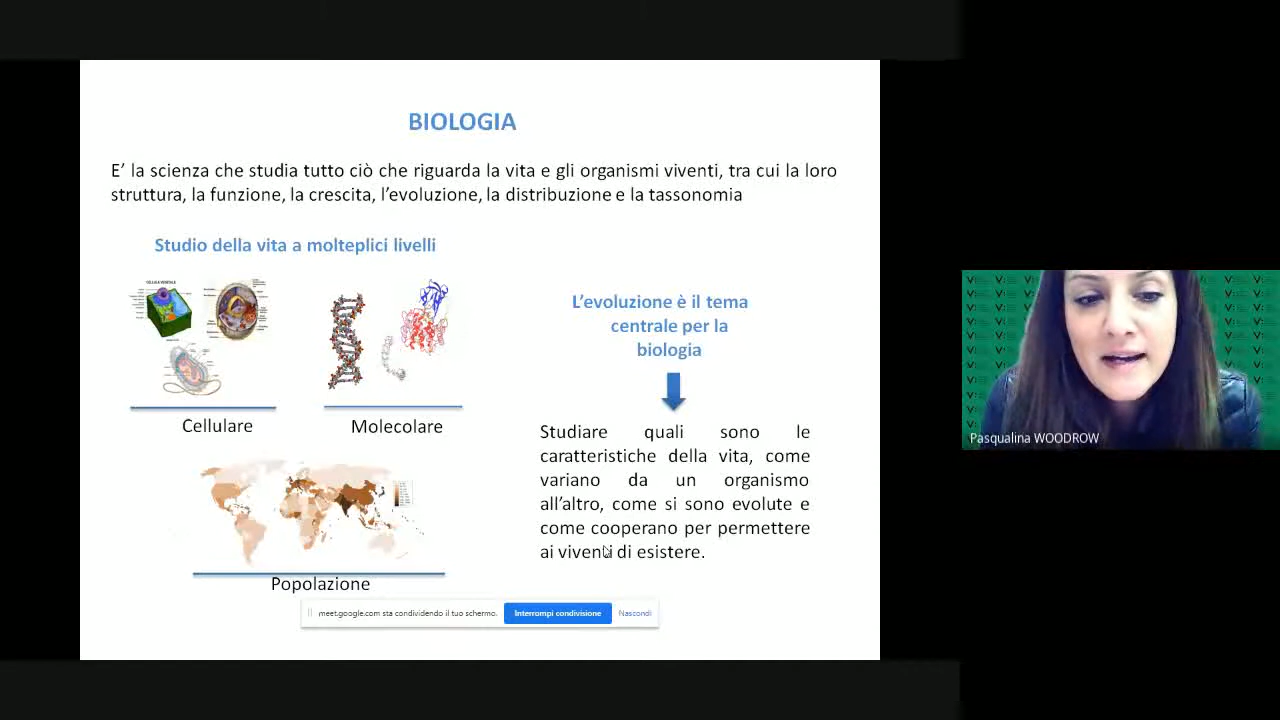 BIOLOGIA
E’ la scienza che studia tutto ciò che riguarda la vita e gli organismi viventi, tra cui la loro
struttura, la funzione, la crescita, l’evoluzione, la distribuzione e la tassonomia
Studio della vita a molteplici livelli
CELLULA VEGETALE
Cellulare
Molecolare
Popolazione
L’evoluzione è il tema
centrale per la
biologia
Studiare quali sono le
caratteristiche della vita, come
variano da un organismo
all’altro, come si sono evolute e
come cooperano per permettere
ai viventi di esistere.
meet.google.com sta condividendo il tuo schermo.
Interrompi condivisione
Nascondi
Pasqualina WOODROW